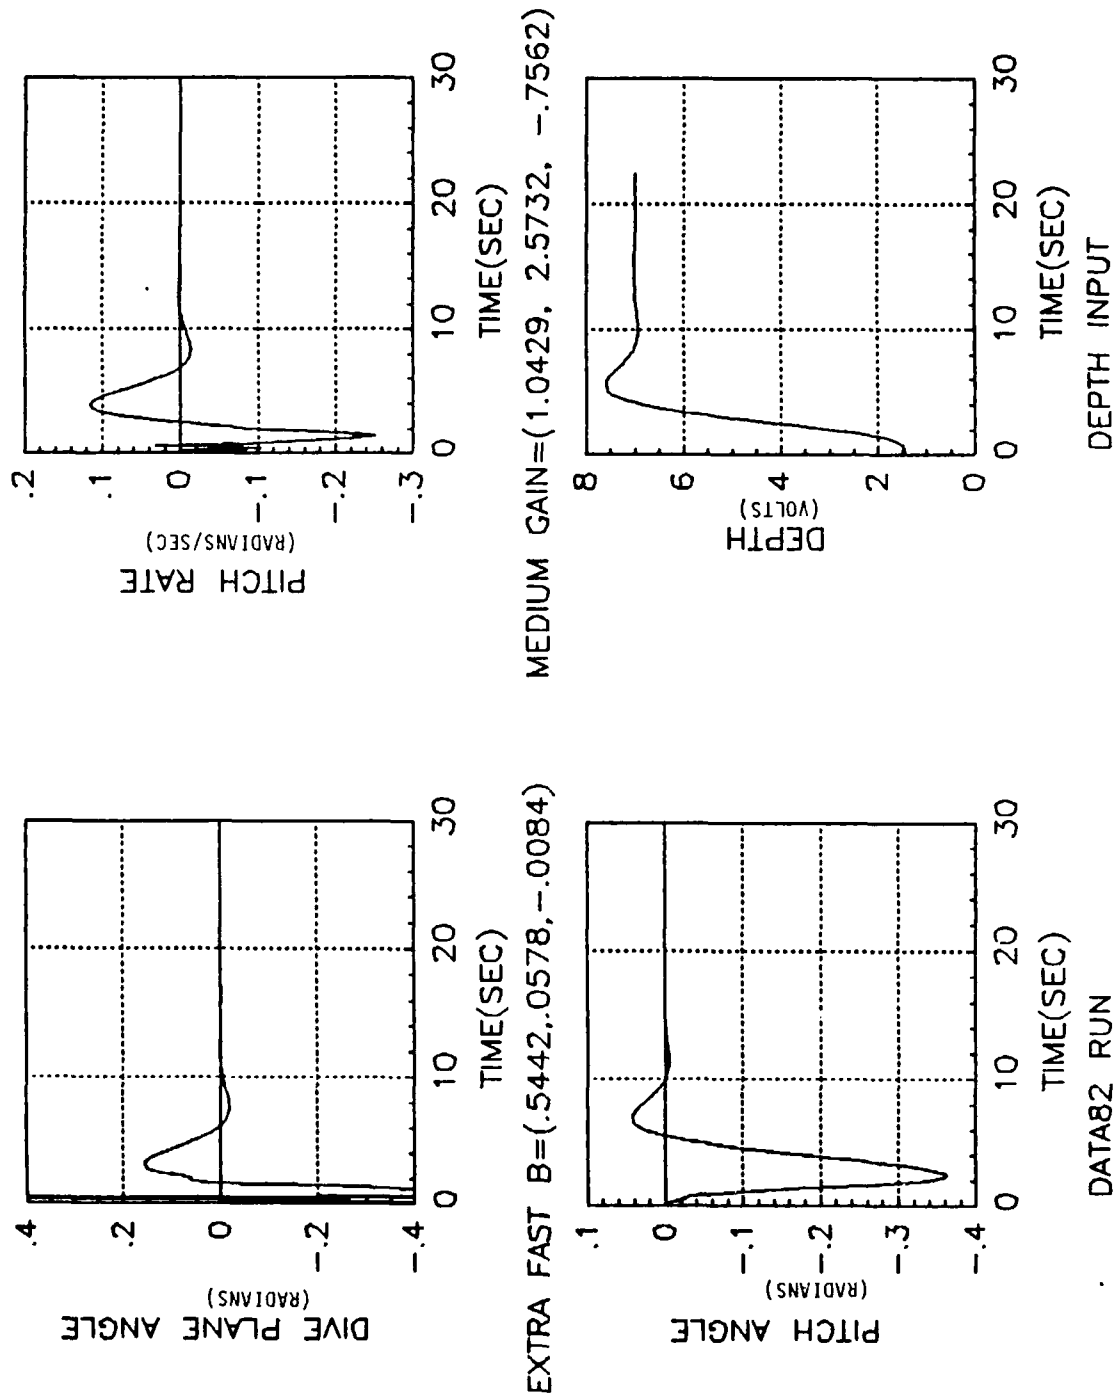 DIVE PLANE ANGLE
(RADIANS)
.4
.2
0
-.2
-.4
0 10 20 30
TIME(SEC)
PITCH RATE
(RADIANS/SEC)
.2
.1
0
-.1
-.2
-.3
0 10 20 30
TIME(SEC)
EXTRA FAST B=(.5442,.0578,-.0084) MEDIUM GAIN=(1.0429, 2.5732, -.7562)
PITCH ANGLE
(RADIANS)
.1
0
-.1
-.2
-.3
-.4
0 10 20 30
TIME(SEC)
DEPTH
(VOLTS)
8
6
4
2
0
0 10 20 30
TIME(SEC)
DATA82 RUN DEPTH INPUT